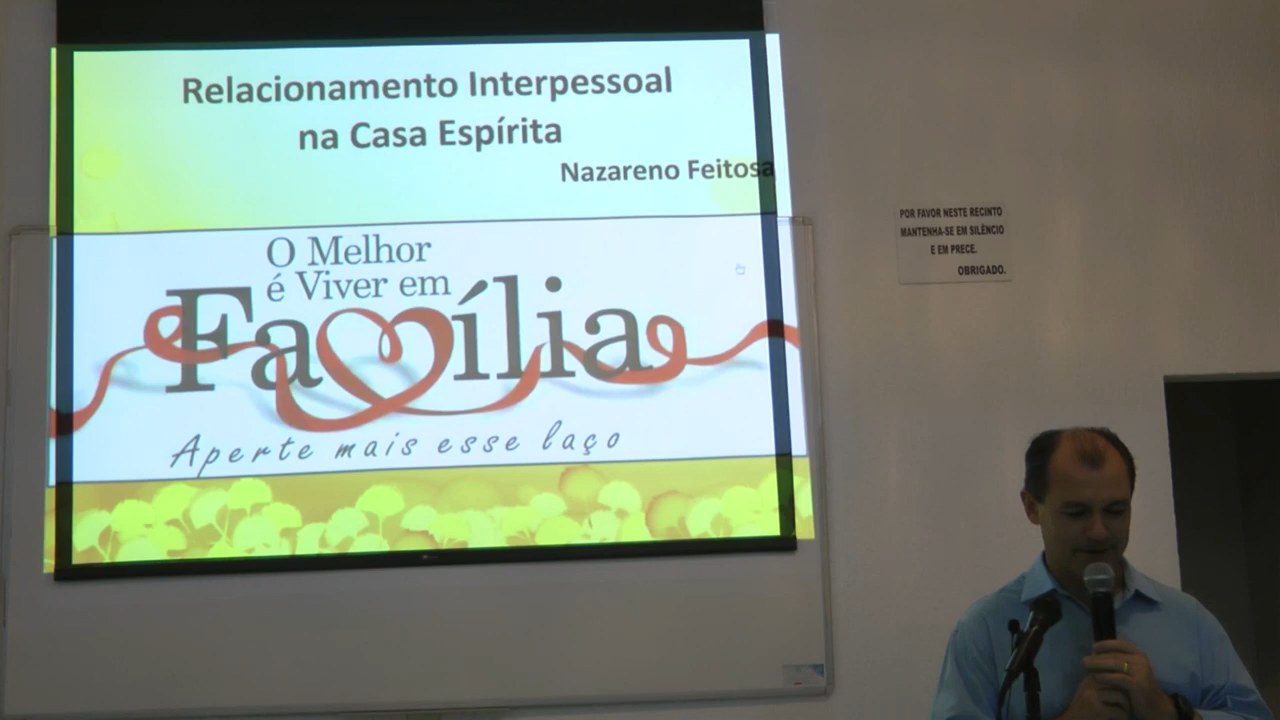 Relacionamento Interpessoal
na Casa Espírita
Nazareno Feitosa
O Melhor
é Viver em
Família
Aperte mais esse laço
POR FAVOR NESTE RECINTO
MANTENHA-SE EM SILÊNCIO
E EM PRECE.
OBRIGADO.